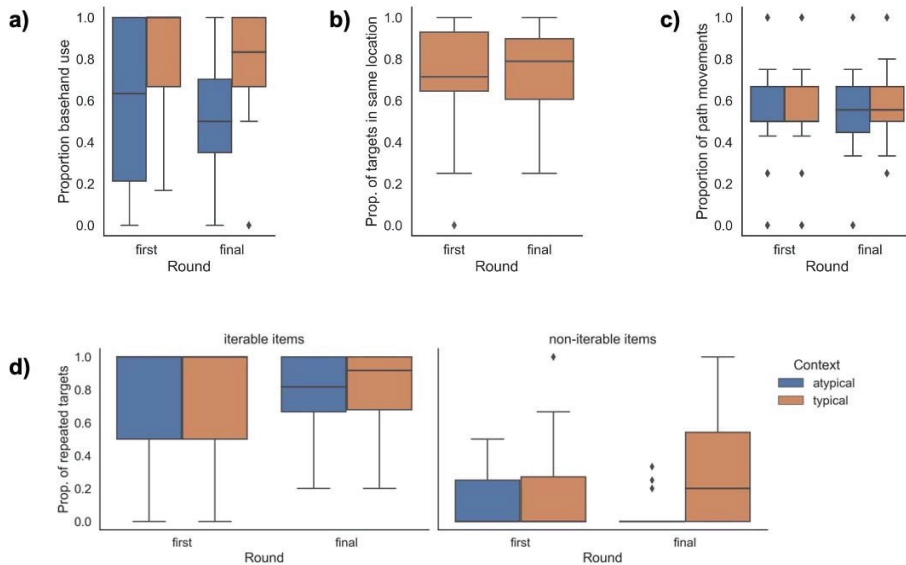 a)
Proportion basehand use
1.0
0.8
0.6
0.4
0.2
0.0
first final
Round
b)
Prop. of targets in same location
1.0
0.8
0.6
0.4
0.2
0.0
first final
Round
c)
Proportion of path movements
1.0
0.8
0.6
0.4
0.2
0.0
first final
Round
d)
iterable items
Prop. of repeated targets
1.0
0.8
0.6
0.4
0.2
0.0
first final
Round
non-iterable items
first final
Round
Context
atypical
typical